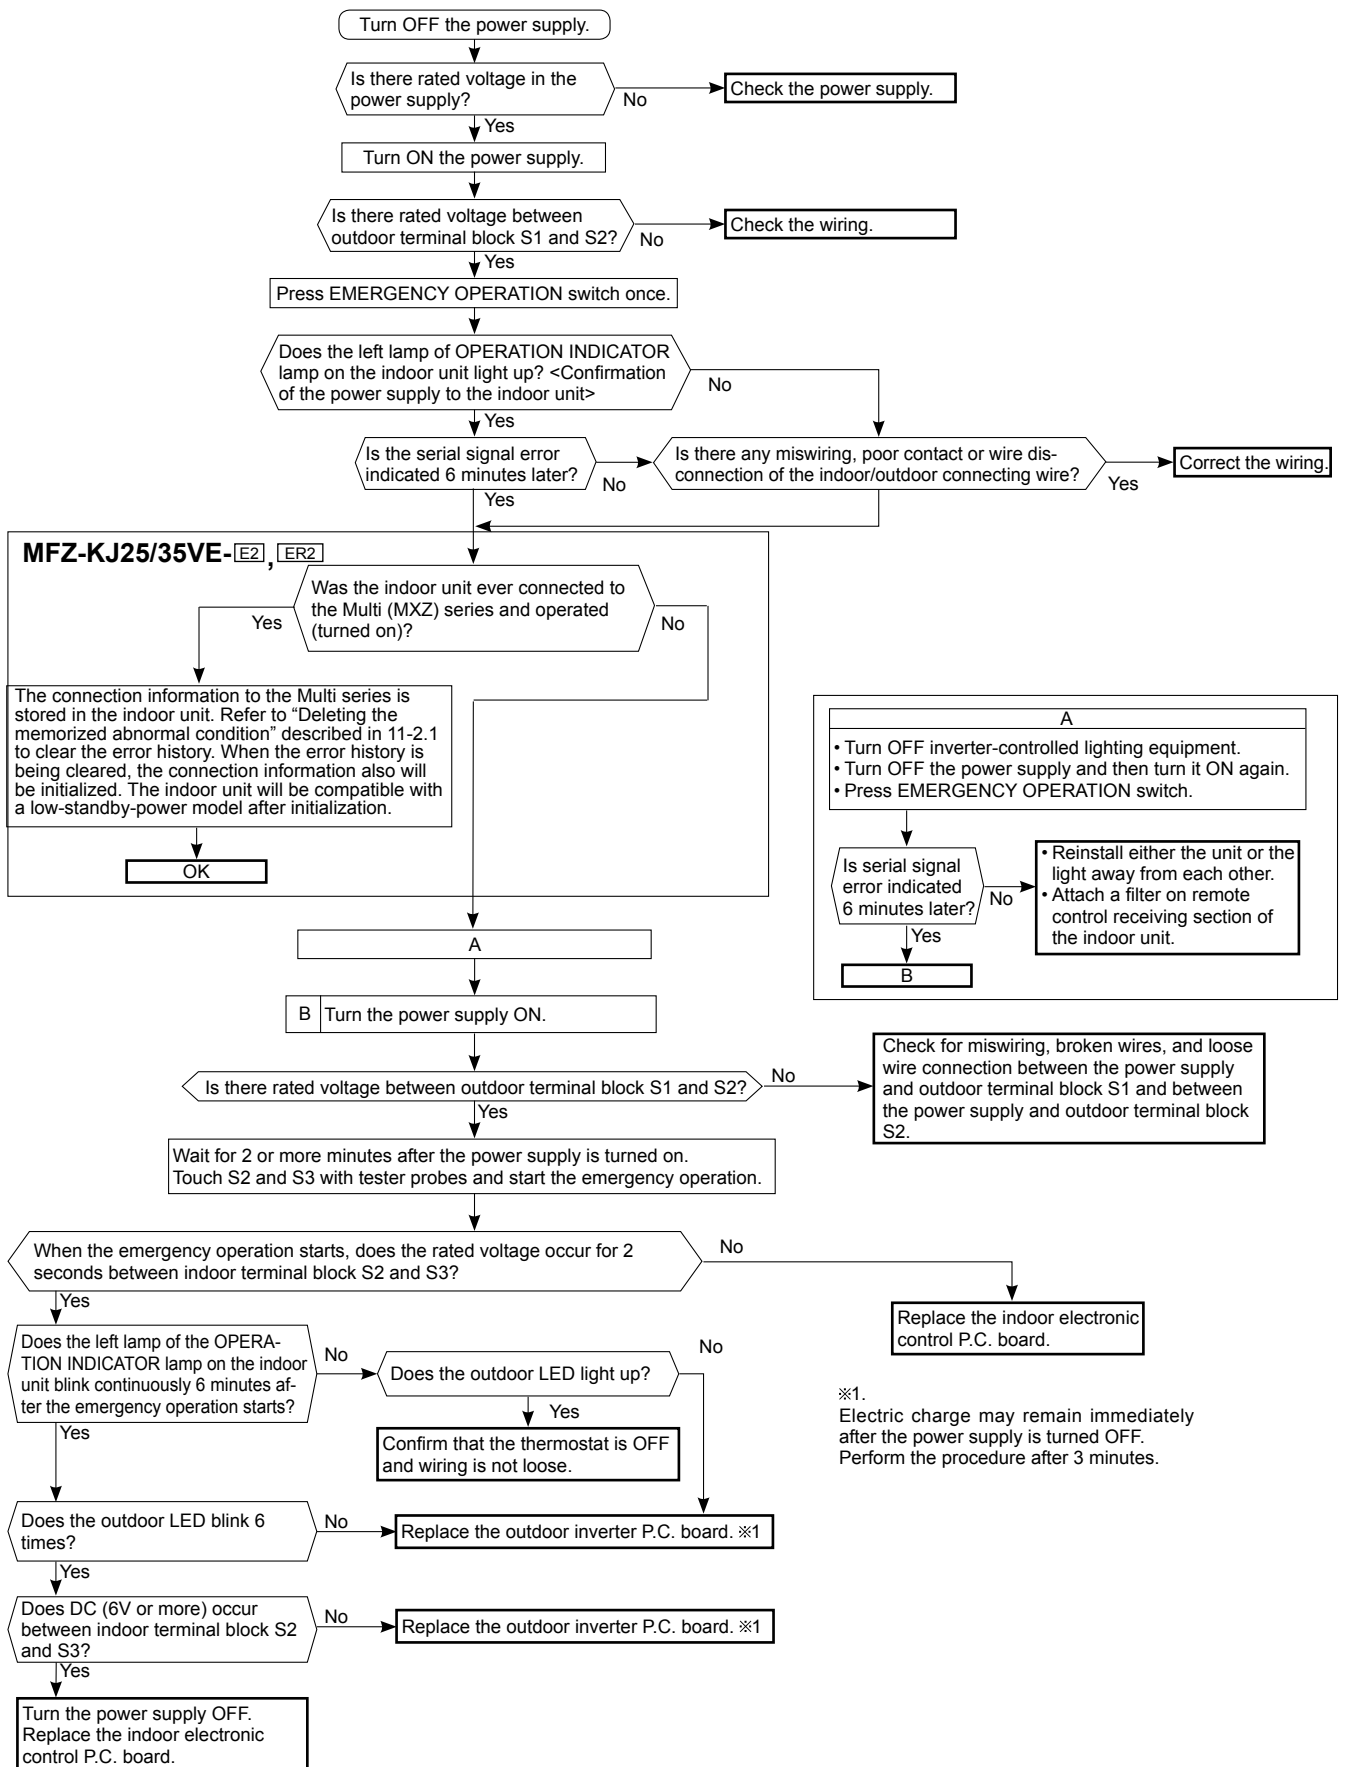 Turn OFF the power supply.
Is there rated voltage in the
power supply?
No
Check the power supply.
Yes
Turn ON the power supply.
Is there rated voltage between
outdoor terminal block S1 and S2?
No
Check the wiring.
Yes
Press EMERGENCY OPERATION switch once.
Does the left lamp of OPERATION INDICATOR
lamp on the indoor unit light up? <Confirmation
of the power supply to the indoor unit>
No
Yes
Is the serial signal error
indicated 6 minutes later?
No
Is there any miswiring, poor contact or wire dis-
connection of the indoor/outdoor connecting wire?
Yes
Correct the wiring.
Yes
MFZ-KJ25/35VE- E2 , ER2
Was the indoor unit ever connected to
the Multi (MXZ) series and operated
(turned on)?
Yes
No
The connection information to the Multi series is
stored in the indoor unit. Refer to “Deleting the
memorized abnormal condition” described in 11-2.1
to clear the error history. When the error history is
being cleared, the connection information also will
be initialized. The indoor unit will be compatible with
a low-standby-power model after initialization.
OK
A
• Turn OFF inverter-controlled lighting equipment.
• Turn OFF the power supply and then turn it ON again.
• Press EMERGENCY OPERATION switch.
Is serial signal
error indicated
6 minutes later?
No
• Reinstall either the unit or the
light away from each other.
• Attach a filter on remote
control receiving section of
the indoor unit.
Yes
B
A
B Turn the power supply ON.
Is there rated voltage between outdoor terminal block S1 and S2?
No
Check for miswiring, broken wires, and loose
wire connection between the power supply
and outdoor terminal block S1 and between
the power supply and outdoor terminal block
S2.
Yes
Wait for 2 or more minutes after the power supply is turned on.
Touch S2 and S3 with tester probes and start the emergency operation.
When the emergency operation starts, does the rated voltage occur for 2
seconds between indoor terminal block S2 and S3?
No
Replace the indoor electronic
control P.C. board.
Yes
Does the left lamp of the OPERA-
TION INDICATOR lamp on the indoor
unit blink continuously 6 minutes af-
ter the emergency operation starts?
No
Does the outdoor LED light up?
No
Yes
Confirm that the thermostat is OFF
and wiring is not loose.
※1.
Electric charge may remain immediately
after the power supply is turned OFF.
Perform the procedure after 3 minutes.
Yes
Does the outdoor LED blink 6
times?
No
Replace the outdoor inverter P.C. board. ※1
Yes
Does DC (6V or more) occur
between indoor terminal block S2
and S3?
No
Replace the outdoor inverter P.C. board. ※1
Yes
Turn the power supply OFF.
Replace the indoor electronic
control P.C. board.